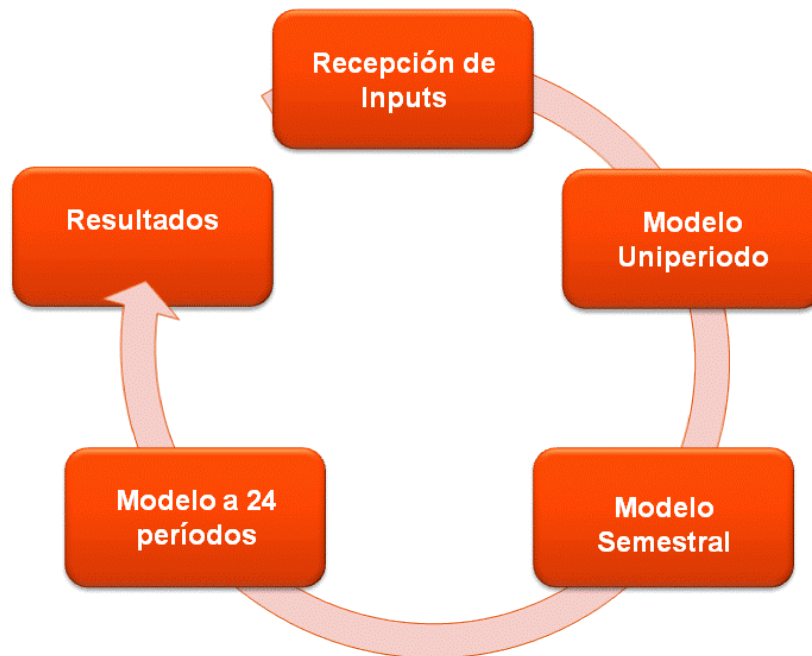 Recepción de
Inputs
Modelo
Uniperiodo
Modelo
Semestral
Modelo a 24
períodos
Resultados